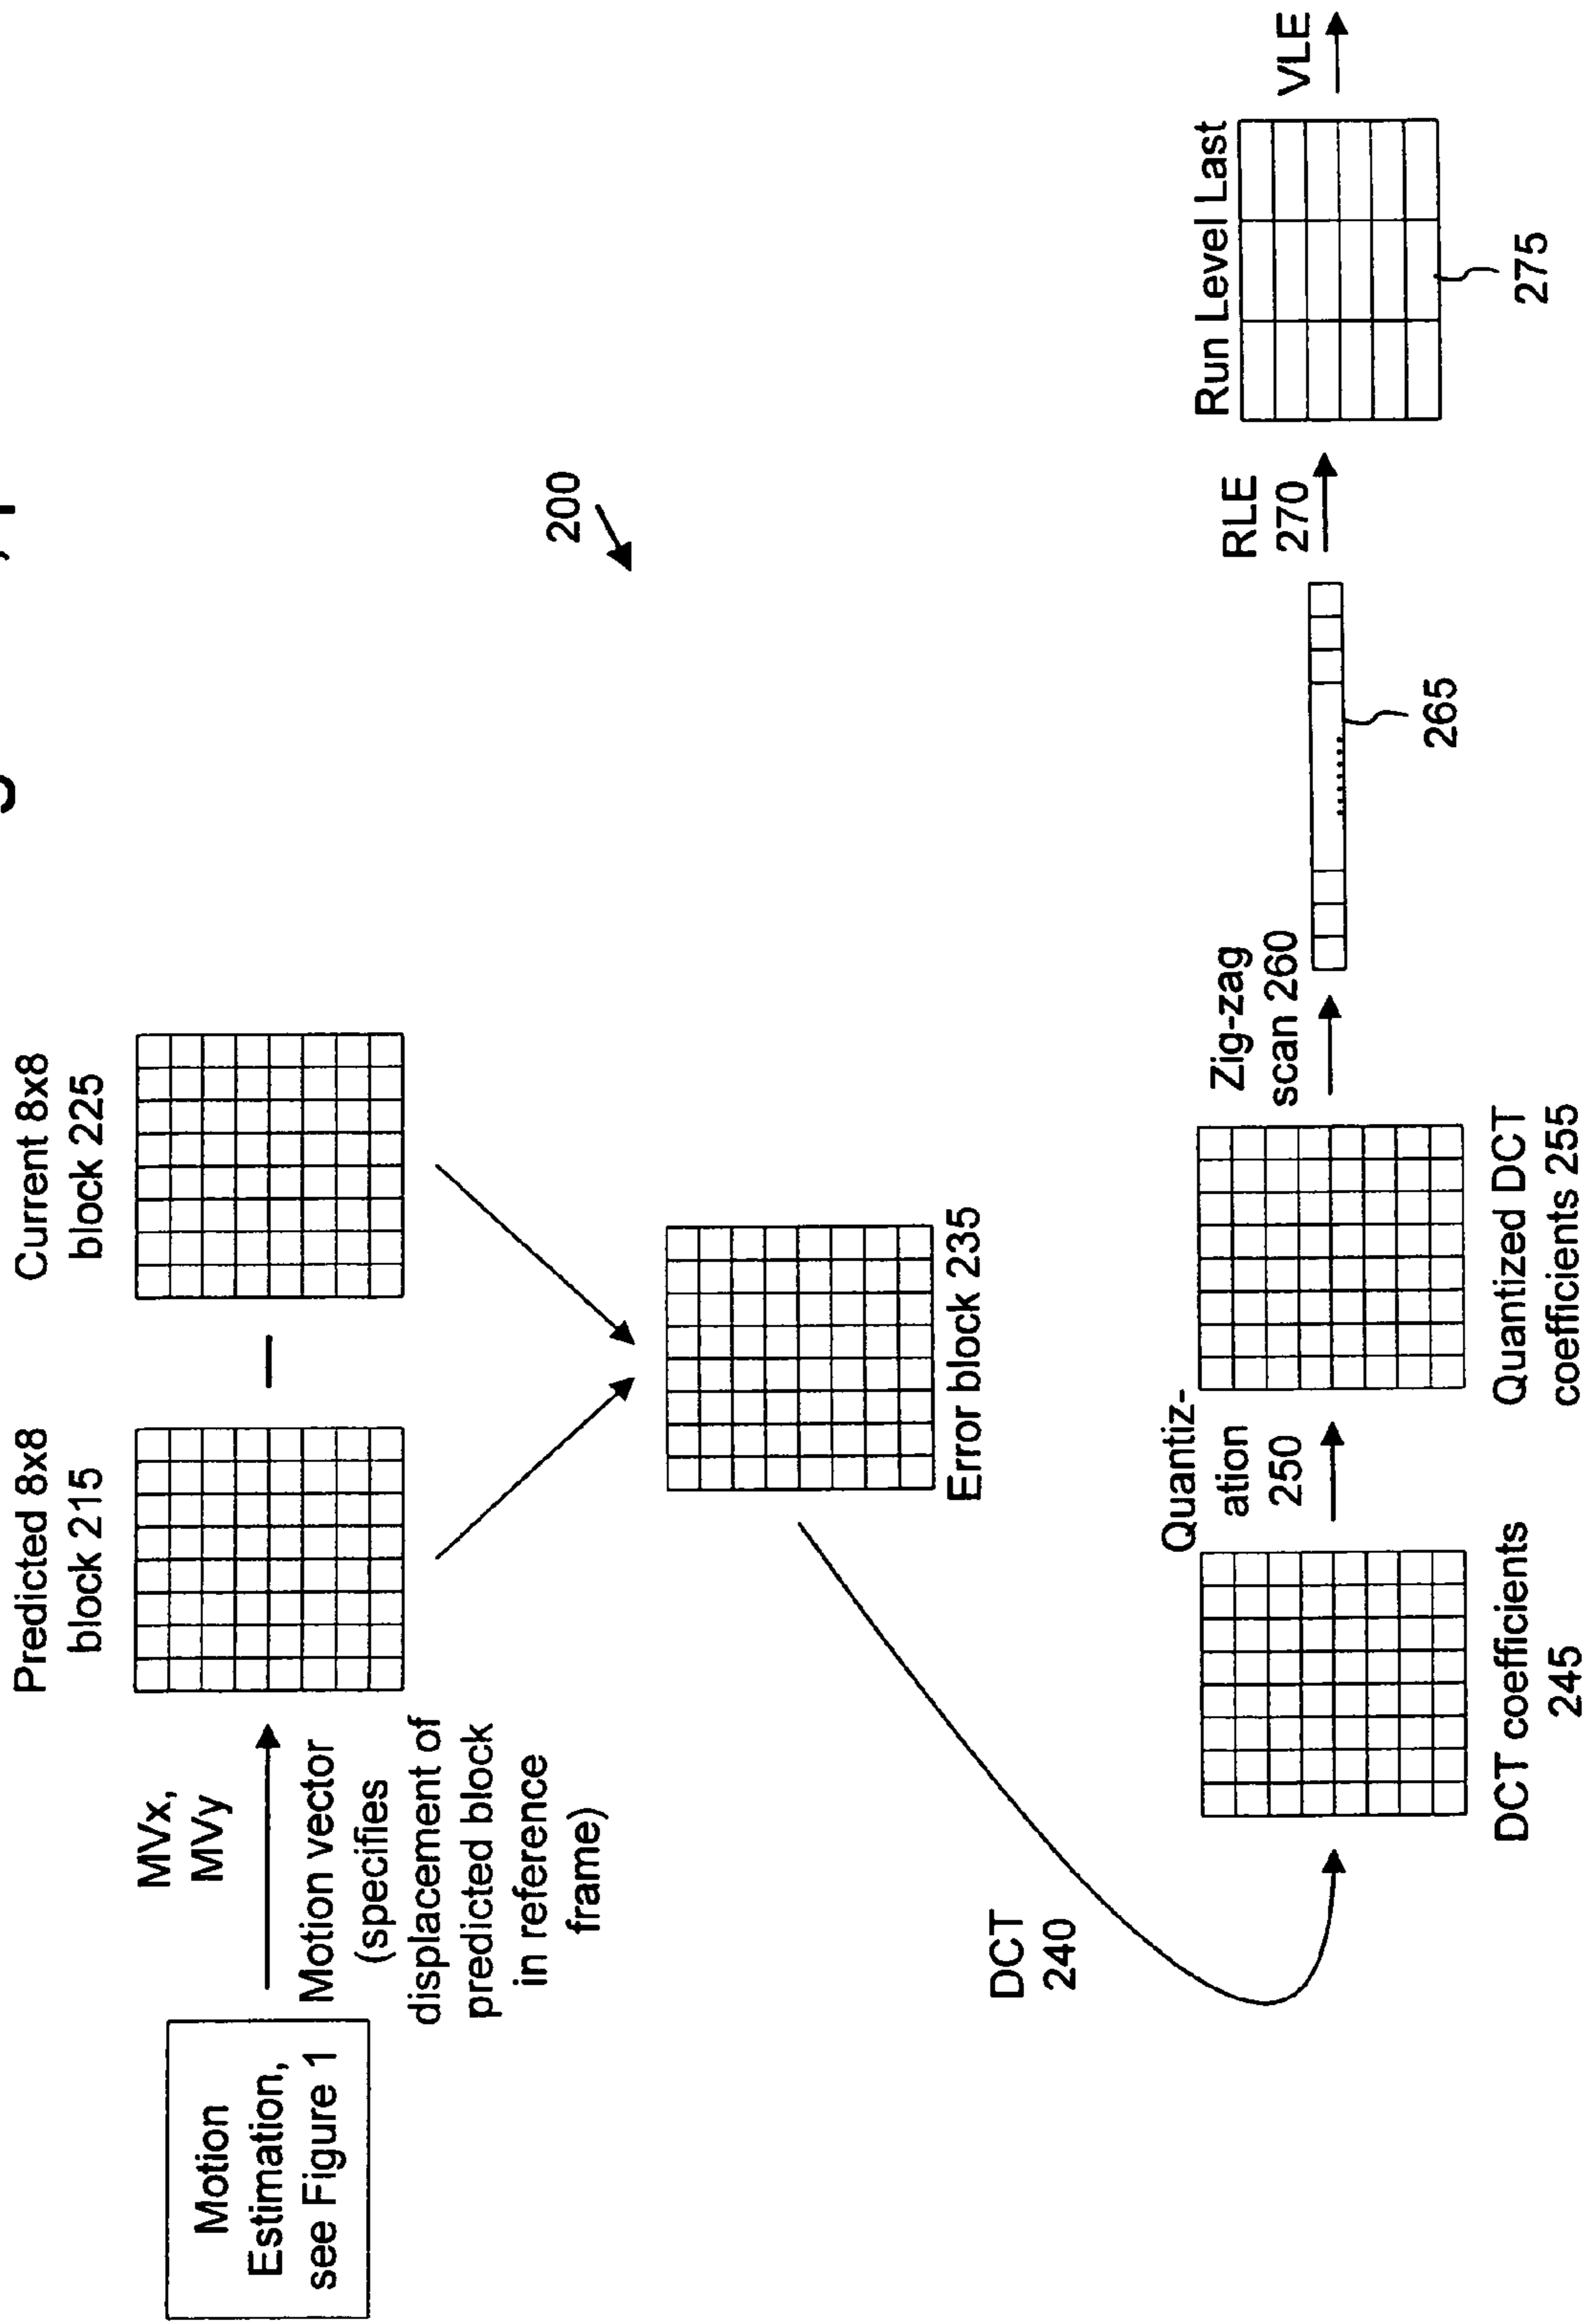 Motion
Estimation,
see Figure 1
MVx,
MVy
Motion vector
(specifies
displacement of
predicted block
in reference
frame)
Predicted 8x8
block 215
Current 8x8
block 225
200
Error block 235
DCT
240
DCT coefficients
245
Quantiz-
ation
250
Quantized DCT
coefficients 255
Zig-zag
scan 260
265
RLE
270
Run Level Last
275
VLE